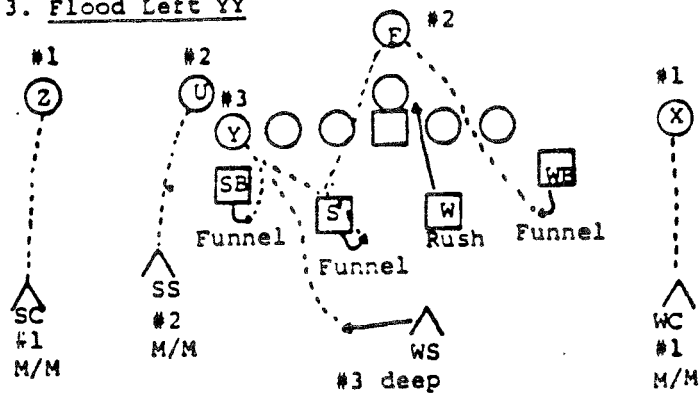 3. Flood Left YY
#1 #2 #3 F #2 #1
Z U Y X
SB S W WB
Funnel Funnel Rush Funnel
SC SS WS WC
#1 #2 #3 deep #1
M/M M/M M/M